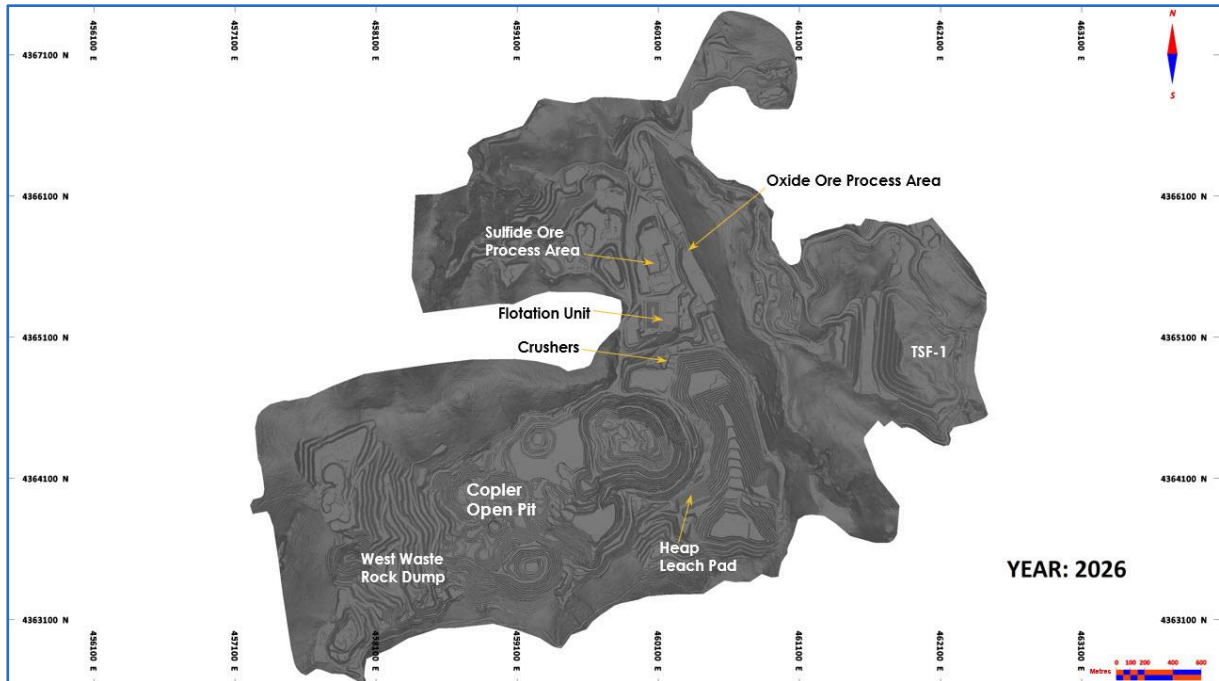 456100 E
457100 E
458100 E
459100 E
460100 E
461100 E
462100 E
463100 E
N
S
4367100 N
4367100 N
4366100 N
4366100 N
Oxide Ore Process Area
Sulfide Ore
Process Area
Flotation Unit
4365100 N
4365100 N
Crushers
TSF-1
4364100 N
4364100 N
Copler
Open Pit
Heap
Leach Pad
West Waste
Rock Dump
YEAR: 2026
4363100 N
4363100 N
456100 E
457100 E
458100 E
459100 E
460100 E
461100 E
462100 E
463100 E
0 100 200 400 600
Metres